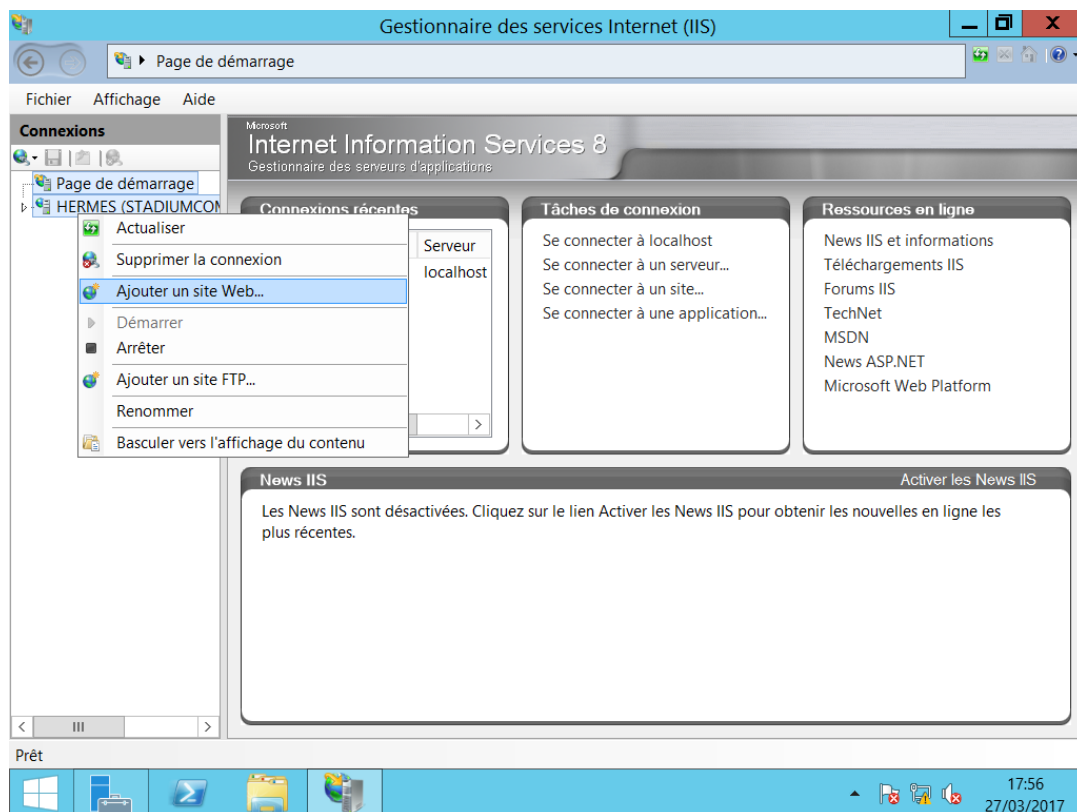 Gestionnaire des services Internet (IIS)
Page de démarrage
Fichier Affichage Aide
Connexions
Page de démarrage
HERMES (STADIUMCOM
Actualiser
Supprimer la connexion
Ajouter un site Web...
Démarrer
Arrêter
Ajouter un site FTP...
Renommer
Basculer vers l'affichage du contenu
Microsoft
Internet Information Services 8
Gestionnaire des serveurs d'applications
Connexions récentes
Serveur
localhost
Tâches de connexion
Se connecter à localhost
Se connecter à un serveur...
Se connecter à un site...
Se connecter à une application...
Ressources en ligne
News IIS et informations
Téléchargements IIS
Forums IIS
TechNet
MSDN
News ASP.NET
Microsoft Web Platform
News IIS
Activer les News IIS
Les News IIS sont désactivées. Cliquez sur le lien Activer les News IIS pour obtenir les nouvelles en ligne les
plus récentes.
Prêt
17:56
27/03/2017